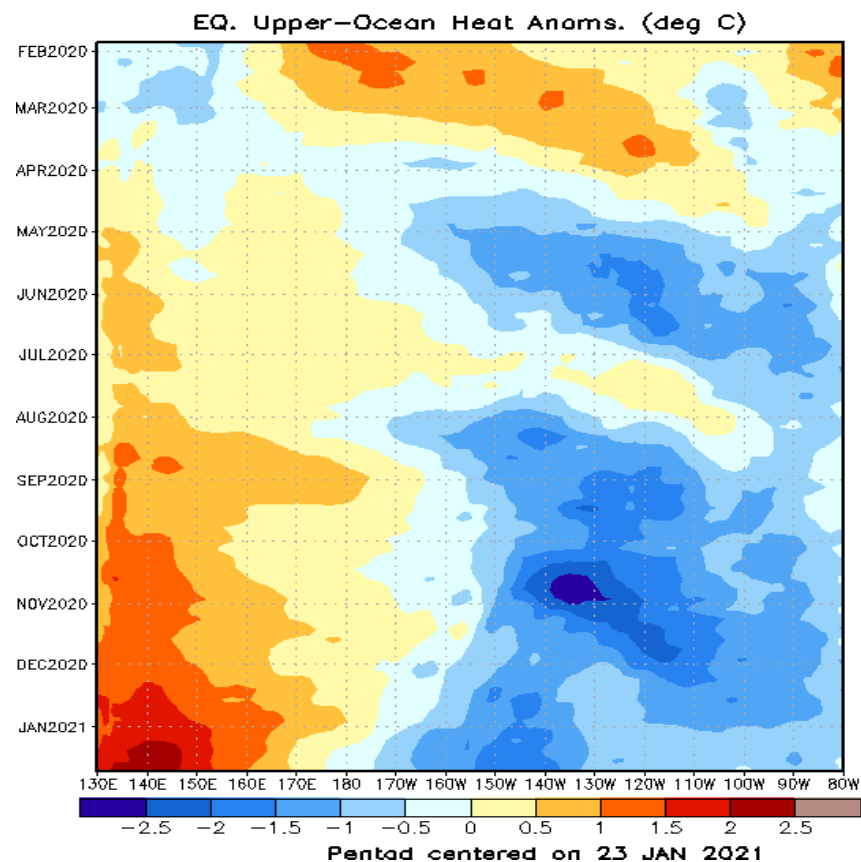 EQ. Upper-Ocean Heat Anoms. (deg C)
FEB2020
MAR2020
APR2020
MAY2020
JUN2020
JUL2020
AUG2020
SEP2020
OCT2020
NOV2020
DEC2020
JAN2021
130E 140E 150E 160E 170E 180 170W 160W 150W 140W 130W 120W 110W 100W 90W 80W
-2.5 -2 -1.5 -1 -0.5 0 0.5 1 1.5 2 2.5
Pentad centered on 23 JAN 2021